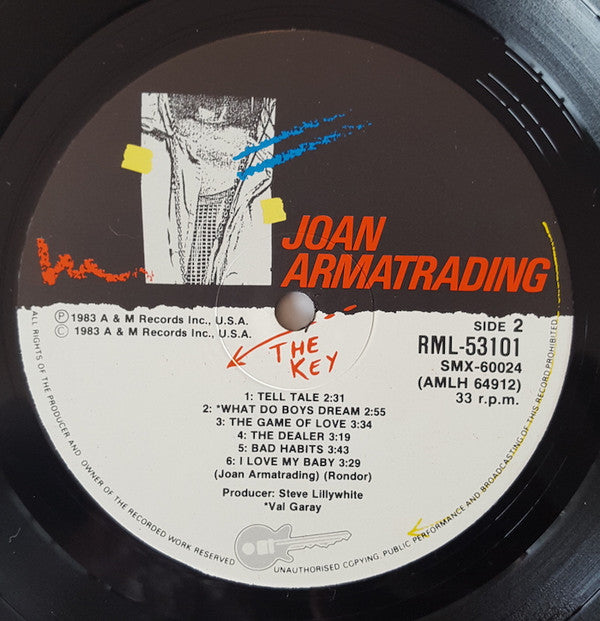 JOAN
ARMATRADING
℗ 1983 A & M Records Inc., U.S.A.
© 1983 A & M Records Inc., U.S.A.
THE
KEY
SIDE 2
RML-53101
SMX-60024
(AMLH 64912)
33 r.p.m.
1: TELL TALE 2:31
2: *WHAT DO BOYS DREAM 2:55
3: THE GAME OF LOVE 3:34
4: THE DEALER 3:19
5: BAD HABITS 3:43
6: I LOVE MY BABY 3:29
(Joan Armatrading) (Rondor)
Producer: Steve Lillywhite
*Val Garay
ALL RIGHTS OF THE PRODUCER AND OWNER OF THE RECORDED WORK RESERVED
UNAUTHORISED COPYING, PUBLIC PERFORMANCE AND BROADCASTING OF THIS RECORD PROHIBITED